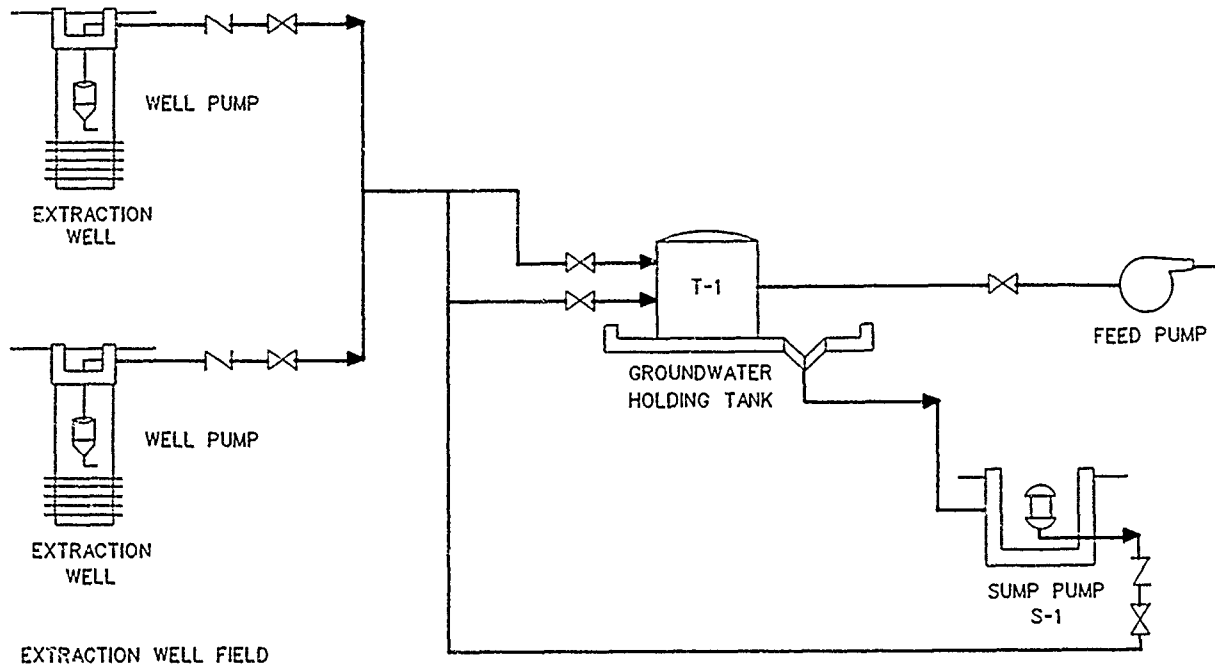 WELL PUMP
EXTRACTION
WELL
T-1
FEED PUMP
GROUNDWATER
HOLDING TANK
WELL PUMP
EXTRACTION
WELL
SUMP PUMP
S-1
EXTRACTION WELL FIELD